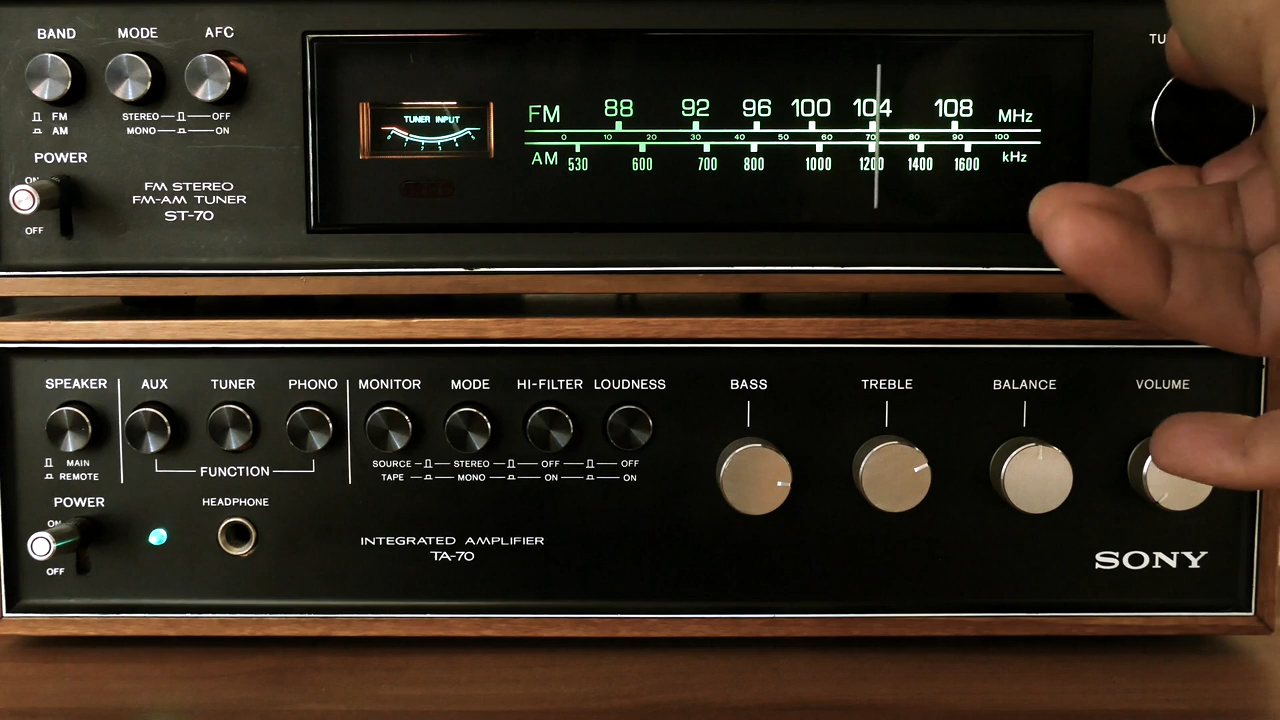 BAND MODE AFC
TU
FM STEREO OFF
AM MONO ON
POWER
ON
OFF
FM STEREO
FM-AM TUNER
ST-70
TUNER INPUT
FM 88 92 96 100 104 108 MHz
0 10 20 30 40 50 60 70 80 90 100
AM 530 600 700 800 1000 1200 1400 1600 kHz
SPEAKER AUX TUNER PHONO MONITOR MODE HI-FILTER LOUDNESS BASS TREBLE BALANCE VOLUME
MAIN SOURCE STEREO OFF OFF
REMOTE FUNCTION TAPE MONO ON ON
POWER HEADPHONE
ON
OFF
INTEGRATED AMPLIFIER
TA-70
SONY